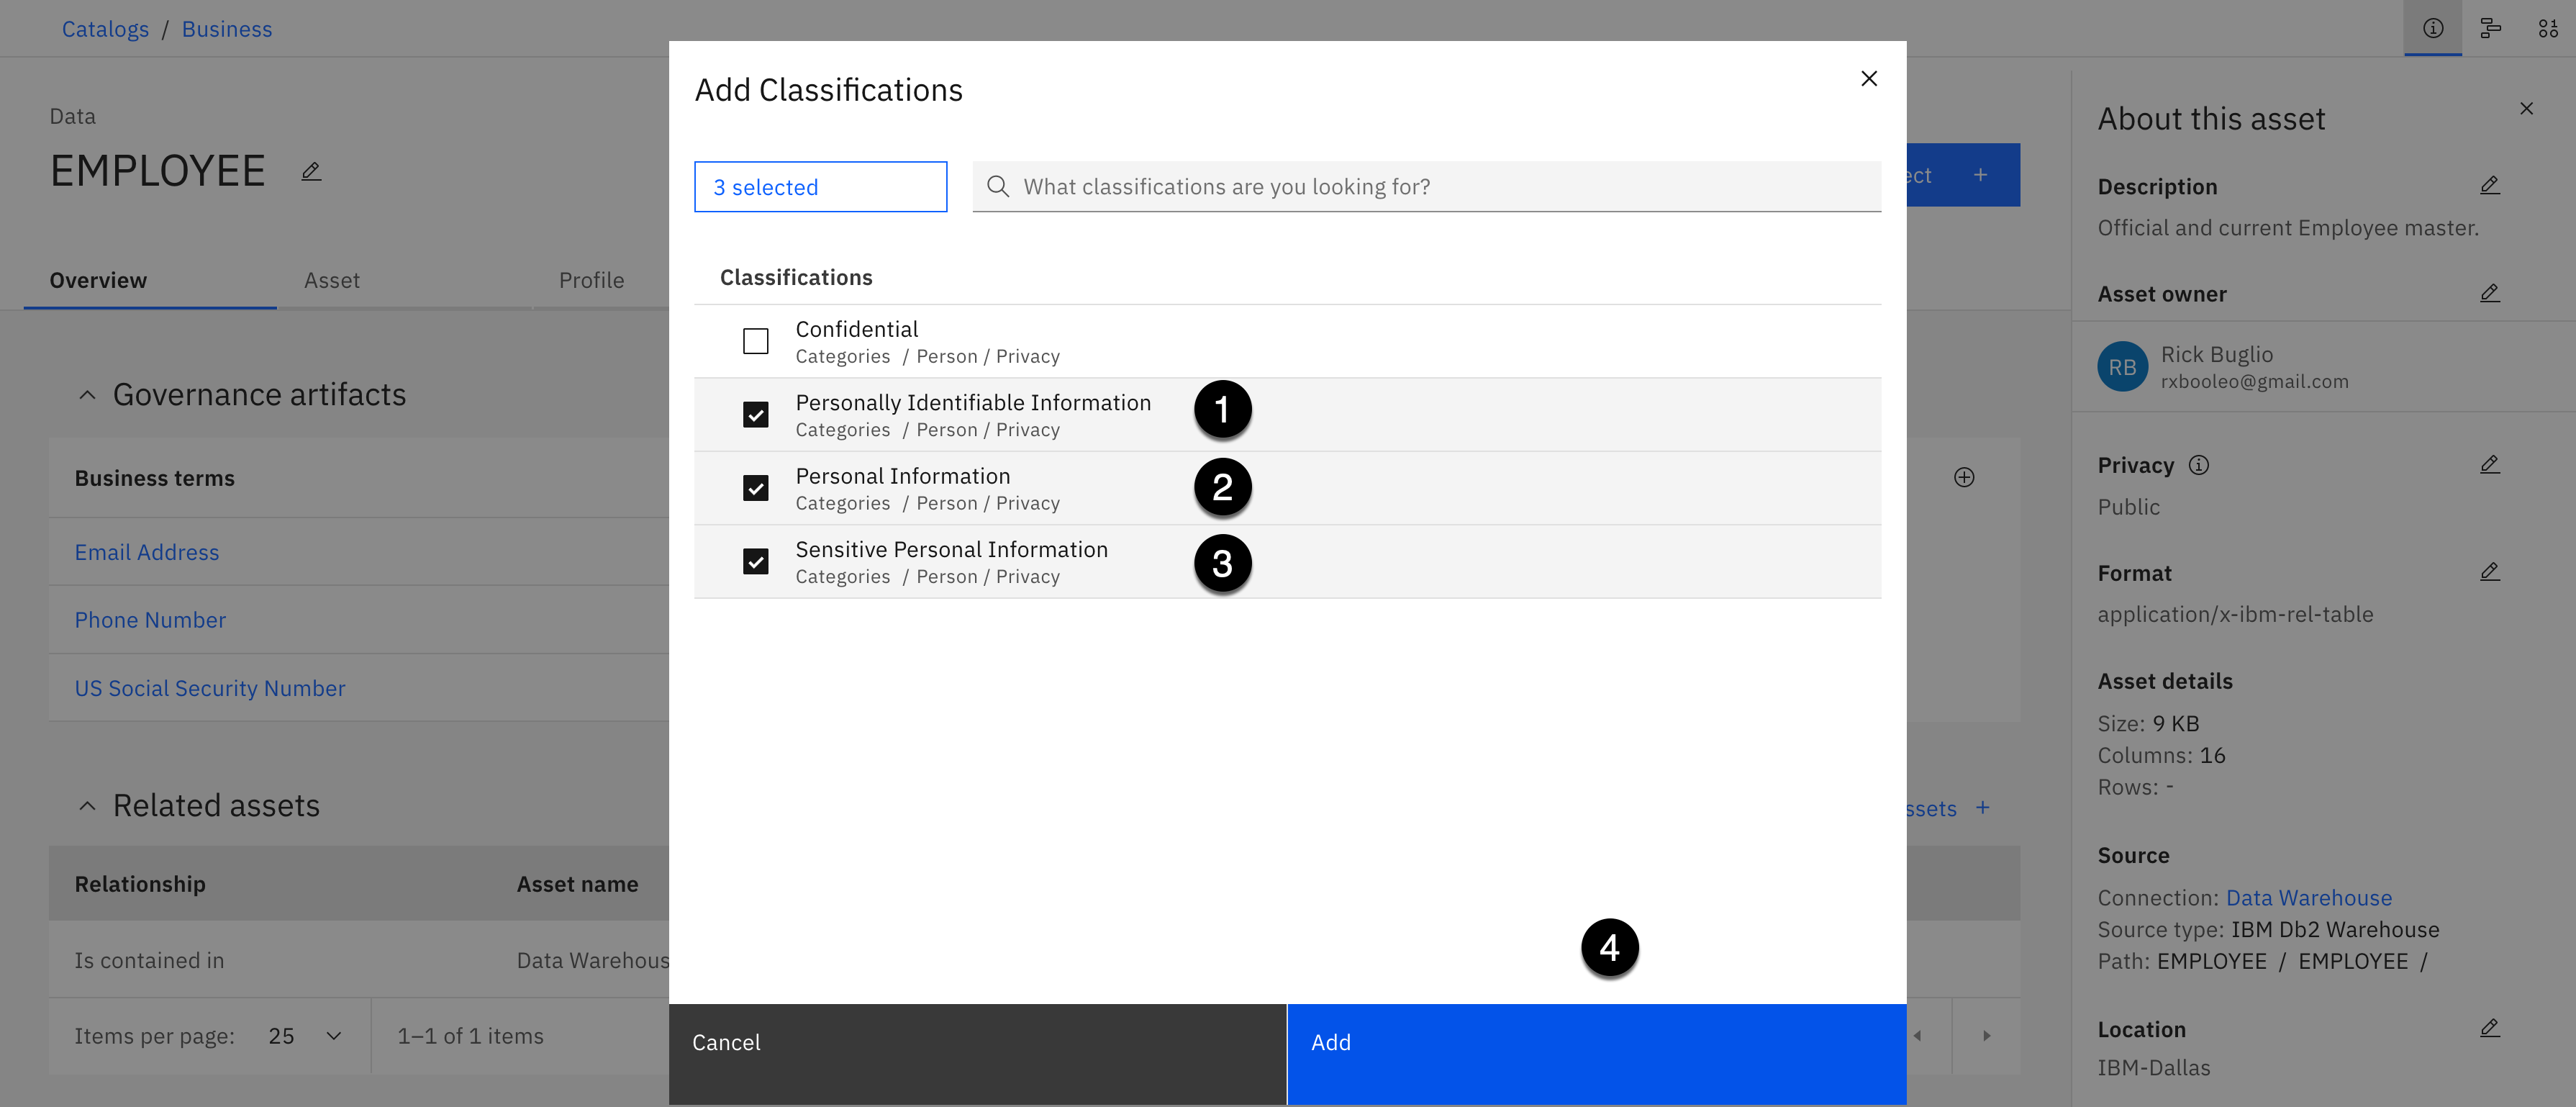 Catalogs / Business
Data
EMPLOYEE
Overview
Asset
Profile
Governance artifacts
Business terms
Email Address
Phone Number
US Social Security Number
Related assets
Relationship
Asset name
Is contained in
Data Warehous
Items per page: 25
1–1 of 1 items
Add Classifications
3 selected
What classifications are you looking for?
Classifications
Confidential
Categories / Person / Privacy
Personally Identifiable Information
Categories / Person / Privacy
1
Personal Information
Categories / Person / Privacy
2
Sensitive Personal Information
Categories / Person / Privacy
3
4
Cancel
Add
ect +
ssets +
About this asset
Description
Official and current Employee master.
Asset owner
RB
Rick Buglio
rxbooleo@gmail.com
Privacy
Public
Format
application/x-ibm-rel-table
Asset details
Size: 9 KB
Columns: 16
Rows: -
Source
Connection: Data Warehouse
Source type: IBM Db2 Warehouse
Path: EMPLOYEE / EMPLOYEE /
Location
IBM-Dallas